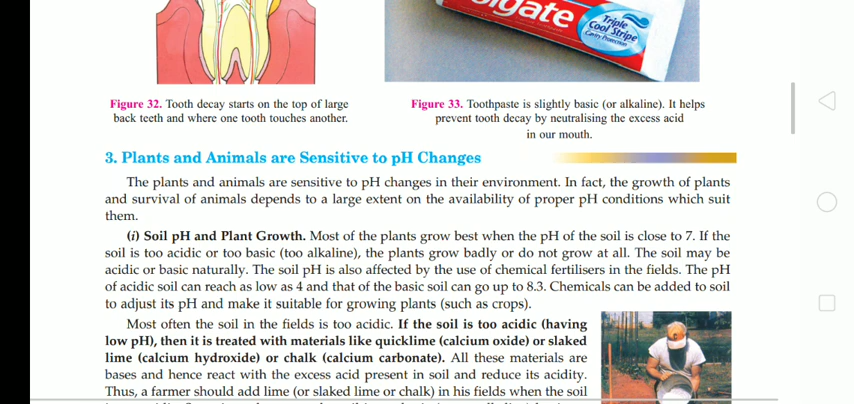 olgate
Triple
Cool Stripe
Cavity Protection
Figure 32. Tooth decay starts on the top of large
back teeth and where one tooth touches another.
Figure 33. Toothpaste is slightly basic (or alkaline). It helps
prevent tooth decay by neutralising the excess acid
in our mouth.
3. Plants and Animals are Sensitive to pH Changes
The plants and animals are sensitive to pH changes in their environment. In fact, the growth of plants
and survival of animals depends to a large extent on the availability of proper pH conditions which suit
them.
(i) Soil pH and Plant Growth. Most of the plants grow best when the pH of the soil is close to 7. If the
soil is too acidic or too basic (too alkaline), the plants grow badly or do not grow at all. The soil may be
acidic or basic naturally. The soil pH is also affected by the use of chemical fertilisers in the fields. The pH
of acidic soil can reach as low as 4 and that of the basic soil can go up to 8.3. Chemicals can be added to soil
to adjust its pH and make it suitable for growing plants (such as crops).
Most often the soil in the fields is too acidic. If the soil is too acidic (having
low pH), then it is treated with materials like quicklime (calcium oxide) or slaked
lime (calcium hydroxide) or chalk (calcium carbonate). All these materials are
bases and hence react with the excess acid present in soil and reduce its acidity.
Thus, a farmer should add lime (or slaked lime or chalk) in his fields when the soil